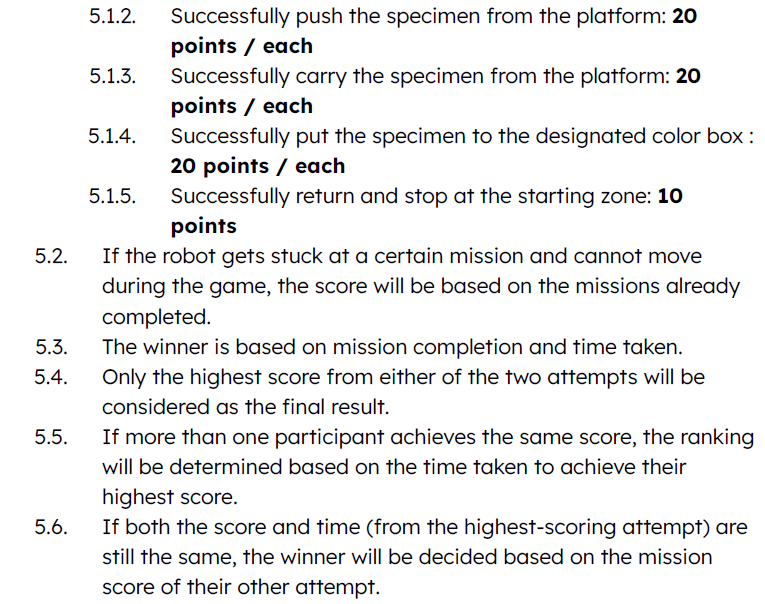 5.1.2. Successfully push the specimen from the platform: 20
points / each
5.1.3. Successfully carry the specimen from the platform: 20
points / each
5.1.4. Successfully put the specimen to the designated color box :
20 points / each
5.1.5. Successfully return and stop at the starting zone: 10
points
5.2. If the robot gets stuck at a certain mission and cannot move
during the game, the score will be based on the missions already
completed.
5.3. The winner is based on mission completion and time taken.
5.4. Only the highest score from either of the two attempts will be
considered as the final result.
5.5. If more than one participant achieves the same score, the ranking
will be determined based on the time taken to achieve their
highest score.
5.6. If both the score and time (from the highest-scoring attempt) are
still the same, the winner will be decided based on the mission
score of their other attempt.